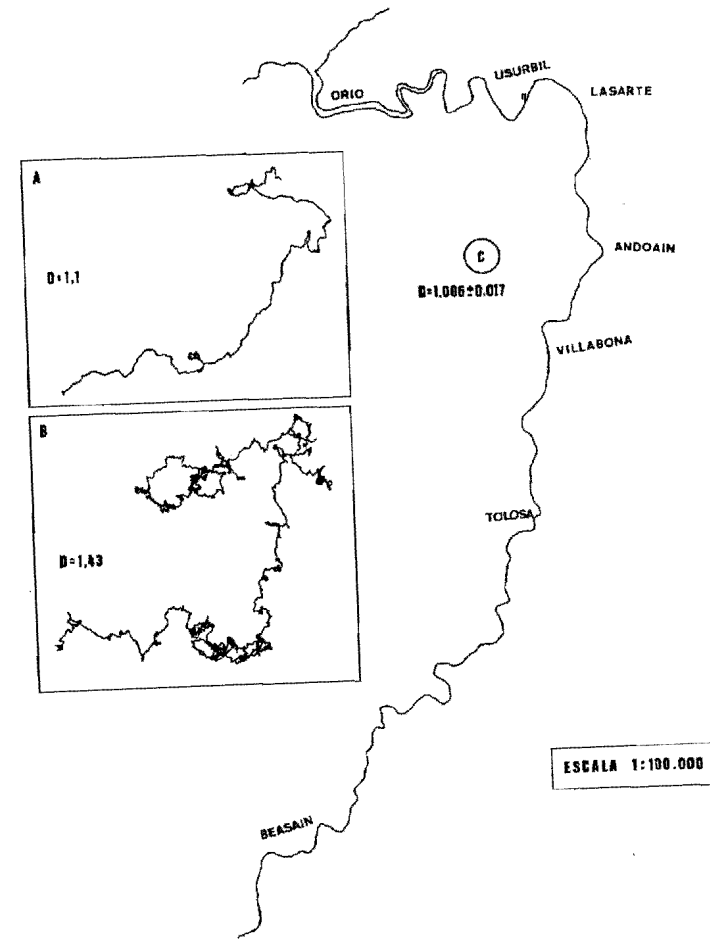 USURBIL
ORIO
LASARTE
A
D=1,1
C
ANDOAIN
D=1.086±0.017
VILLABONA
B
TOLOSA
D=1,43
ESCALA 1:100.000
BEASAIN